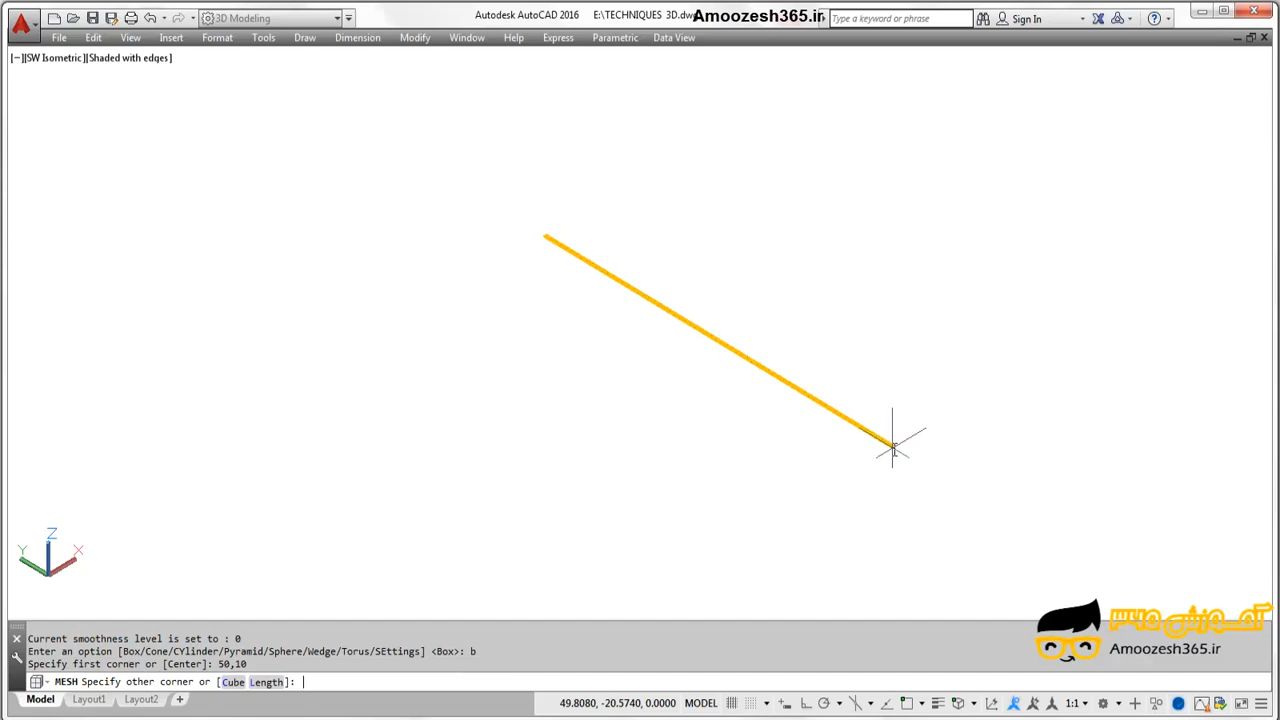 3D Modeling
Autodesk AutoCAD 2016 E:\TECHNIQUES 3D.dw
Amoozesh365.ir
Type a keyword or phrase
Sign In
File Edit View Insert Format Tools Draw Dimension Modify Window Help Express Parametric Data View
[−][SW Isometric][Shaded with edges]
Z
Y X
Current smoothness level is set to : 0
Enter an option [Box/Cone/CYlinder/Pyramid/Sphere/Wedge/Torus/SEttings] <Box>: b
Specify first corner or [Center]: 50,10
MESH Specify other corner or [Cube Length]:
آموزش ۳۶۵
Amoozesh365.ir
Model Layout1 Layout2 +
49.8080, -20.5740, 0.0000 MODEL 1:1